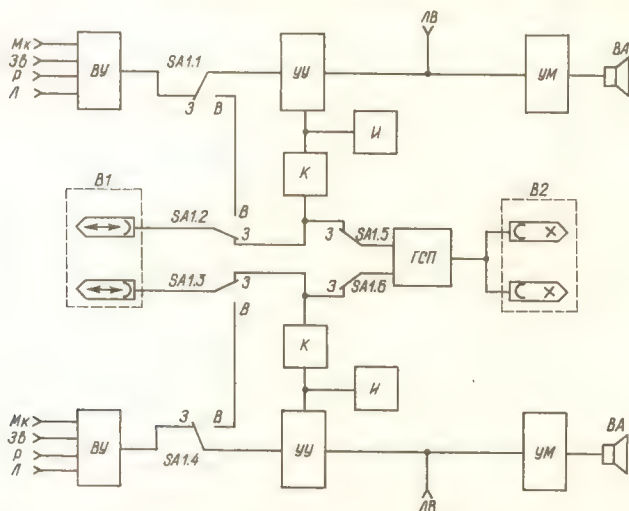 ЛВ
Мк
Зв
Р
Л
ВУ
SA1.1
З
В
УУ
УМ
ВА
И
К
В1
В2
SA1.2
В
З
З
SA1.5
ГСП
SA1.3
З
В
З
SA1.6
К
И
Мк
Зв
Р
Л
ВУ
З
В
SA1.4
УУ
УМ
ВА
ЛВ